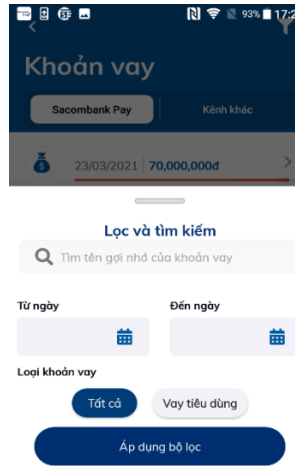 93% 17:2
Khoản vay
Sacombank Pay Kênh khác
23/03/2021 70,000,000đ
Lọc và tìm kiếm
Tìm tên gợi nhớ của khoản vay
Từ ngày Đến ngày
Loại khoản vay
Tất cả Vay tiêu dùng
Áp dụng bộ lọc